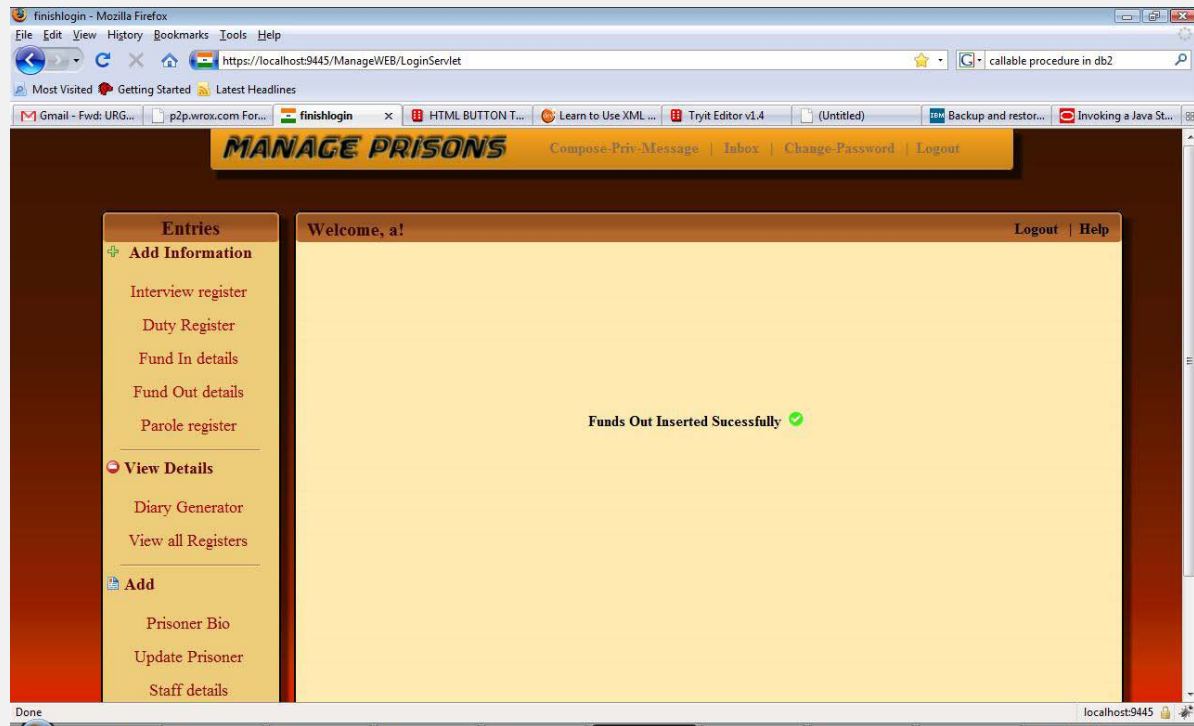 finishlogin - Mozilla Firefox
File Edit View History Bookmarks Tools Help
https://localhost:9445/ManageWEB/LoginServlet
G callable procedure in db2
Most Visited Getting Started Latest Headlines
Gmail - Fwd: URG... p2p.wrox.com For... finishlogin x HTML BUTTON T... Learn to Use XML ... Tryit Editor v1.4 (Untitled) IBM Backup and restor... Invoking a Java St...
MANAGE PRISONS Compose-Priv-Message | Inbox | Change-Password | Logout
Entries
Add Information
Interview register
Duty Register
Fund In details
Fund Out details
Parole register
View Details
Diary Generator
View all Registers
Add
Prisoner Bio
Update Prisoner
Staff details
Welcome, a! Logout | Help
Funds Out Inserted Sucessfully
Done localhost:9445